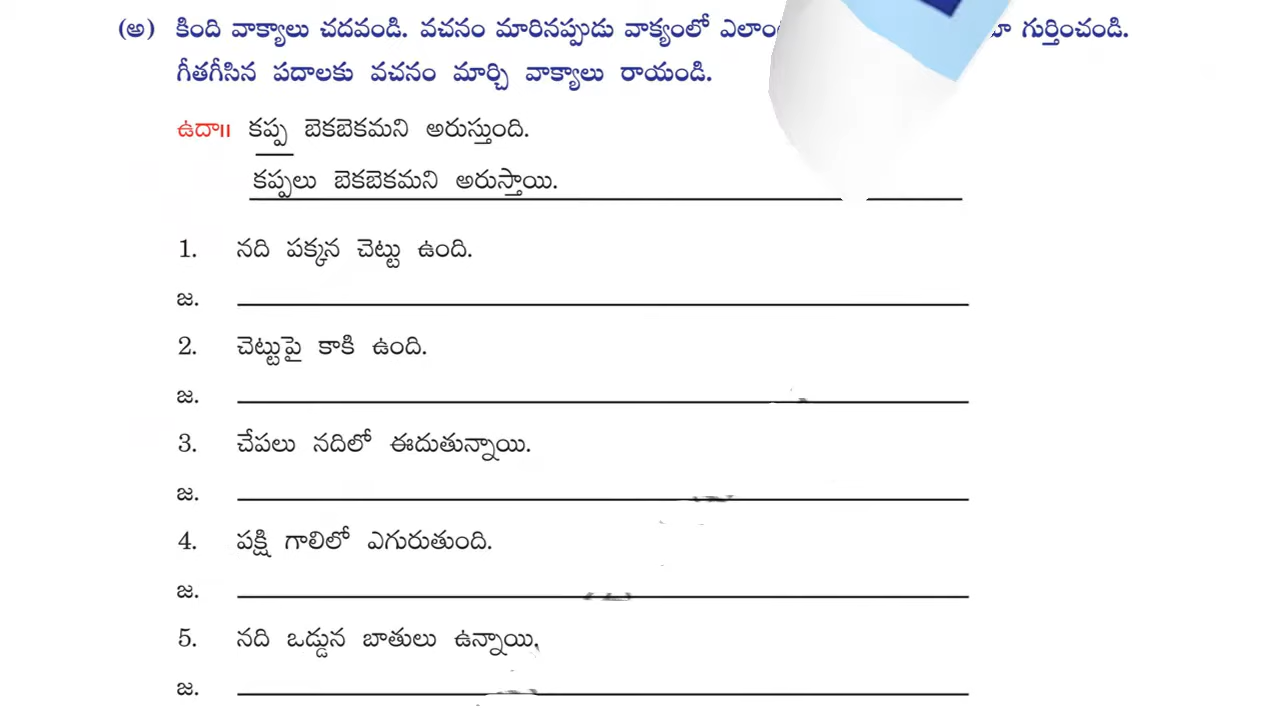 (అ) కింది వాక్యాలు చదవండి. వచనం మారినప్పుడు వాక్యంలో గుర్తించండి.
గీతగీసిన పదాలకు వచనం మార్చి వాక్యాలు రాయండి.
ఉదా॥ కప్ప బెకబెకమని అరుస్తుంది.
కప్పలు బెకబెకమని అరుస్తాయి.
1. నది పక్కన చెట్టు ఉంది.
జ.
2. చెట్టుపై కాకి ఉంది.
జ.
3. చేపలు నదిలో ఈదుతున్నాయి.
జ.
4. పక్షి గాలిలో ఎగురుతుంది.
జ.
5. నది ఒడ్డున బాతులు ఉన్నాయి.
జ.